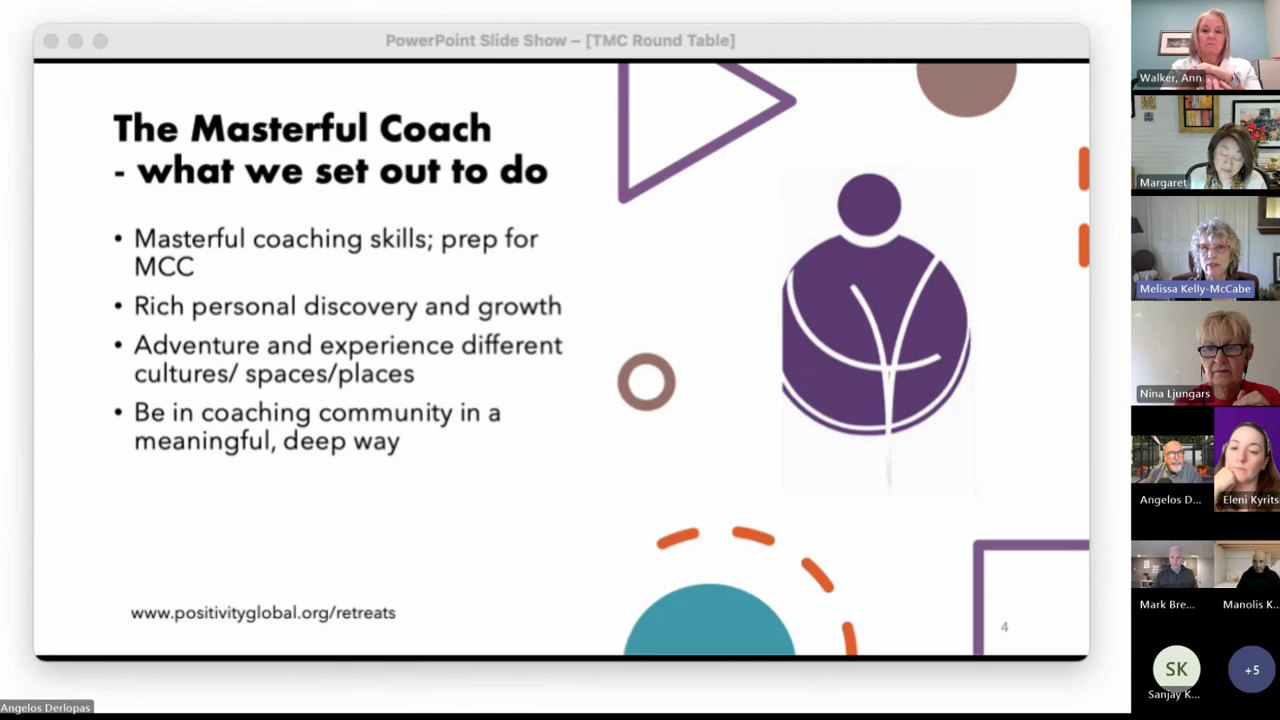 PowerPoint Slide Show – [TMC Round Table]
The Masterful Coach
- what we set out to do
• Masterful coaching skills; prep for
MCC
• Rich personal discovery and growth
• Adventure and experience different
cultures/ spaces/places
• Be in coaching community in a
meaningful, deep way
www.positivityglobal.org/retreats
4
Walker, Ann
Margaret
Melissa Kelly-McCabe
Nina Ljungars
Angelos D...
Eleni Kyrits
Mark Bre...
Manolis K...
SK
Sanjay K...
+5
Angelos Derlopas